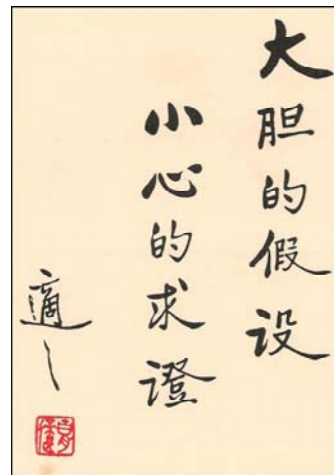 大胆的假设
小心的求證
適之